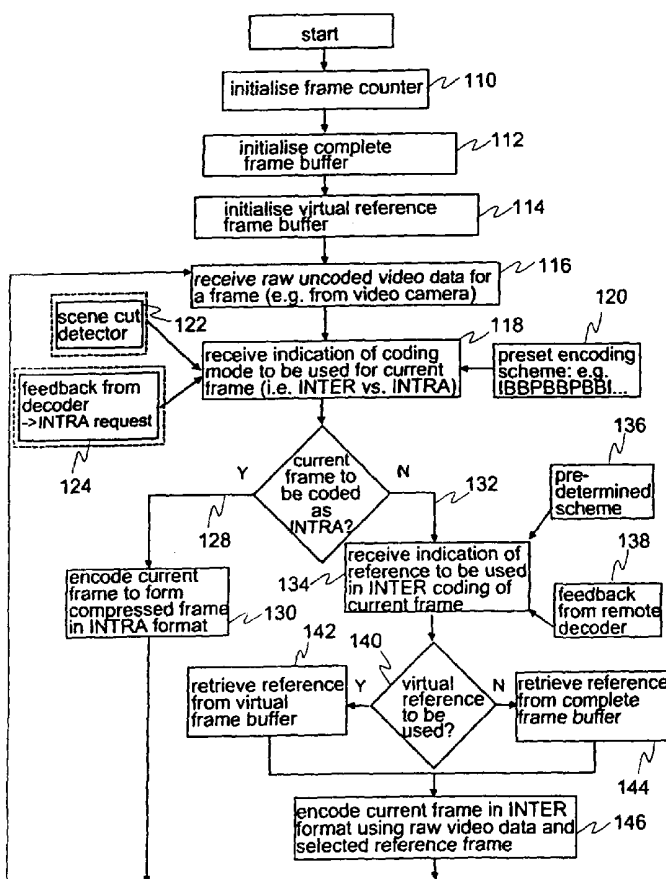 start
initialise frame counter
110
initialise complete
frame buffer
112
initialise virtual reference
frame buffer
114
receive raw uncoded video data for
a frame (e.g. from video camera)
116
scene cut
detector
122
118
120
receive indication of coding
mode to be used for current
frame (i.e. INTER vs. INTRA)
preset encoding
scheme: e.g.
IBBPBBPBBI...
feedback from
decoder
->INTRA request
124
Y
current
frame to
be coded
as
INTRA?
N
128
132
136
pre-
determined
scheme
encode current
frame to form
compressed frame
in INTRA format
130
134
receive indication of
reference to be used
in INTER coding of
current frame
138
feedback
from remote
decoder
142
140
retrieve reference
from virtual
frame buffer
Y
virtual
reference
to be
used?
N
retrieve reference
from complete
frame buffer
144
encode current frame in INTER
format using raw video data and
selected reference frame
146